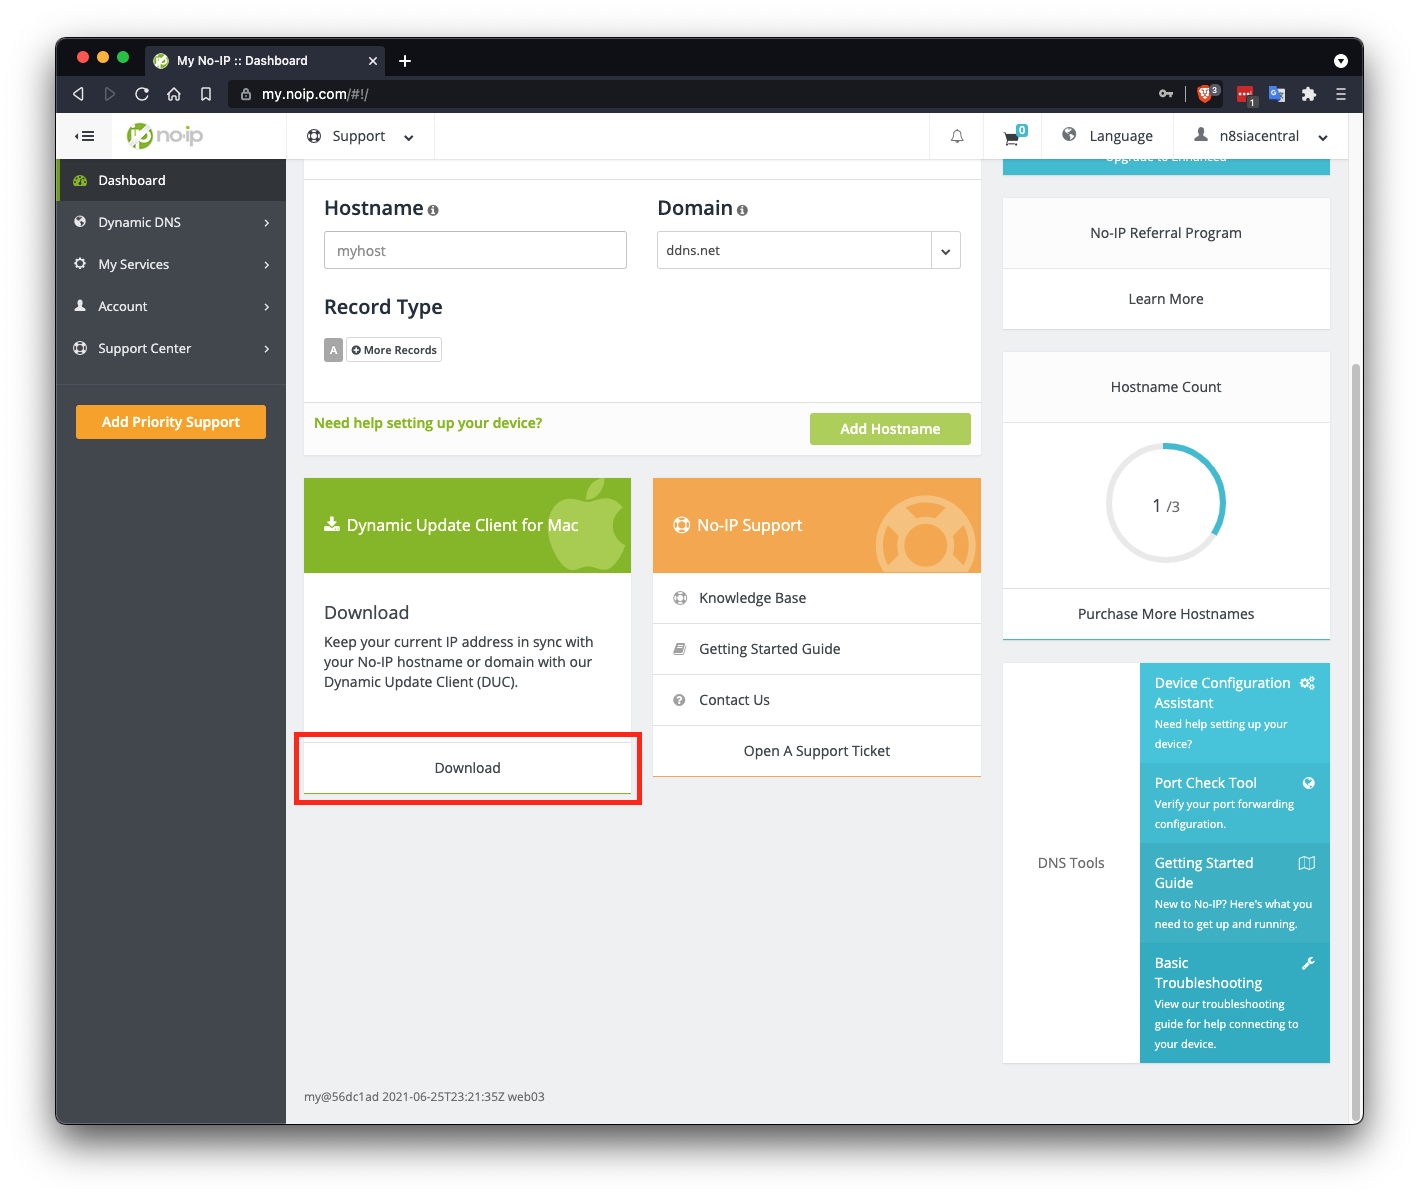 My No-IP :: Dashboard
my.noip.com/#!/
3
1
no-ip
Support
0
Language
n8siacentral
Dashboard
Dynamic DNS
My Services
Account
Support Center
Add Priority Support
Hostname
Domain
myhost
ddns.net
Record Type
A
More Records
Need help setting up your device?
Add Hostname
Dynamic Update Client for Mac
Download
Keep your current IP address in sync with
your No-IP hostname or domain with our
Dynamic Update Client (DUC).
Download
No-IP Support
Knowledge Base
Getting Started Guide
Contact Us
Open A Support Ticket
Upgrade to Enhanced
No-IP Referral Program
Learn More
Hostname Count
1 /3
Purchase More Hostnames
DNS Tools
Device Configuration
Assistant
Need help setting up your
device?
Port Check Tool
Verify your port forwarding
configuration.
Getting Started
Guide
New to No-IP? Here's what you
need to get up and running.
Basic
Troubleshooting
View our troubleshooting
guide for help connecting to
your device.
my@56dc1ad 2021-06-25T23:21:35Z web03